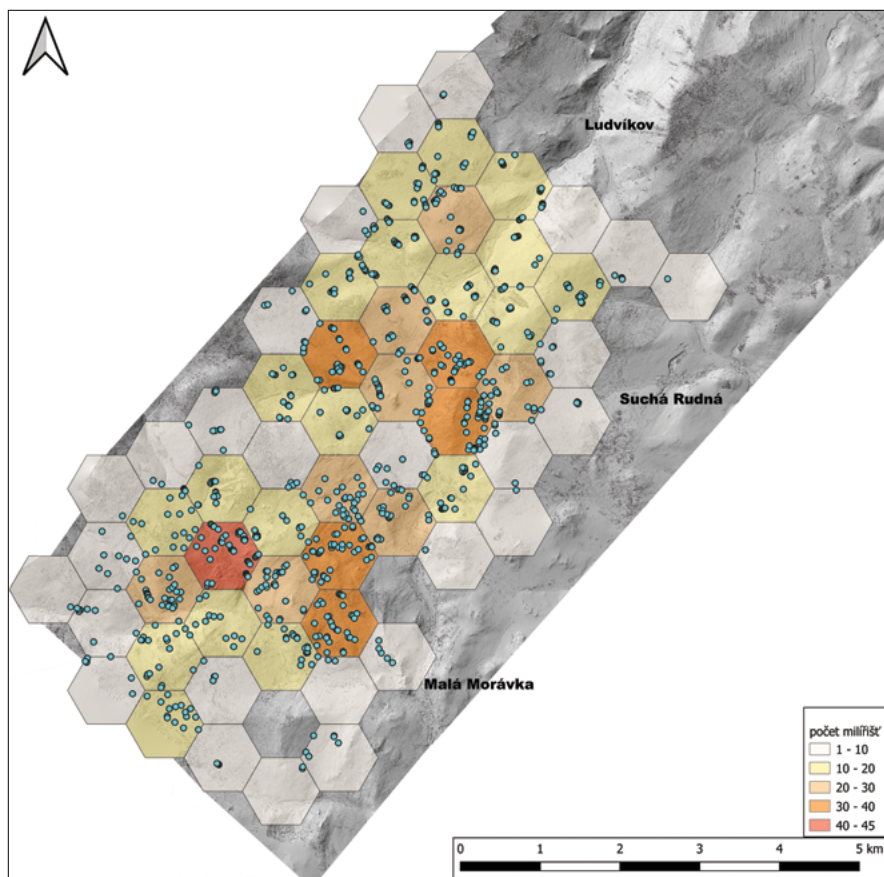 Ludvíkov
Suchá Rudná
Malá Morávka
počet milířišť
1 - 10
10 - 20
20 - 30
30 - 40
40 - 45
0 1 2 3 4 5 km